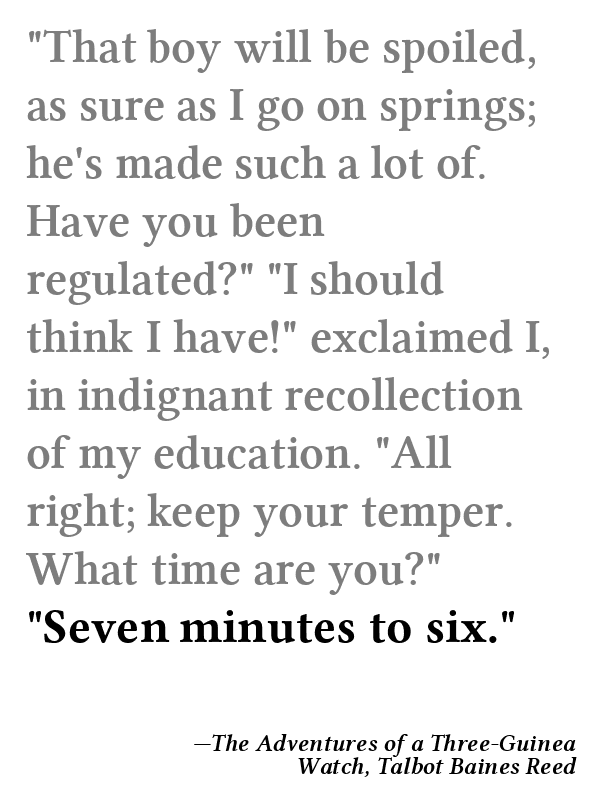 "That boy will be spoiled,
as sure as I go on springs;
he's made such a lot of.
Have you been
regulated?" "I should
think I have!" exclaimed I,
in indignant recollection
of my education. "All
right; keep your temper.
What time are you?"
"Seven minutes to six."
—The Adventures of a Three-Guinea
Watch, Talbot Baines Reed